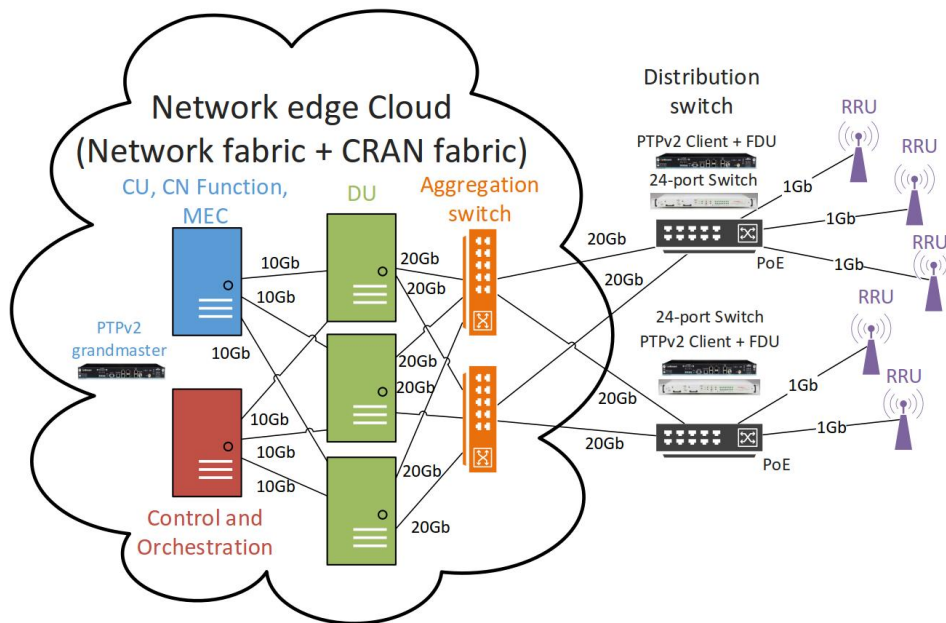 Network edge Cloud
(Network fabric + CRAN fabric)
CU, CN Function,
MEC
DU
Aggregation
switch
Distribution
switch
PTPv2 Client + FDU
24-port Switch
PoE
RRU
RRU
RRU
1Gb
1Gb
1Gb
20Gb
20Gb
20Gb
20Gb
10Gb
10Gb
10Gb
20Gb
20Gb
20Gb
20Gb
20Gb
20Gb
PTPv2
grandmaster
10Gb
10Gb
10Gb
Control and
Orchestration
24-port Switch
PTPv2 Client + FDU
PoE
RRU
RRU
1Gb
1Gb